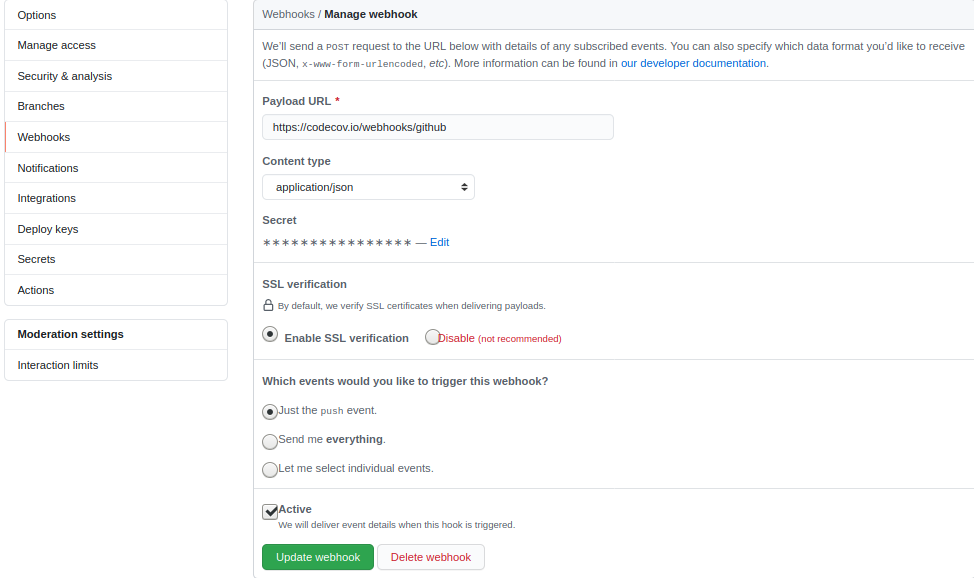 Options
Manage access
Security & analysis
Branches
Webhooks
Notifications
Integrations
Deploy keys
Secrets
Actions
Moderation settings
Interaction limits
Webhooks / Manage webhook
We'll send a POST request to the URL below with details of any subscribed events. You can also specify which data format you'd like to receive
(JSON, x-www-form-urlencoded, etc). More information can be found in our developer documentation.
Payload URL *
https://codecov.io/webhooks/github
Content type
application/json
Secret
**************** — Edit
SSL verification
By default, we verify SSL certificates when delivering payloads.
Enable SSL verification Disable (not recommended)
Which events would you like to trigger this webhook?
Just the push event.
Send me everything.
Let me select individual events.
Active
We will deliver event details when this hook is triggered.
Update webhook Delete webhook